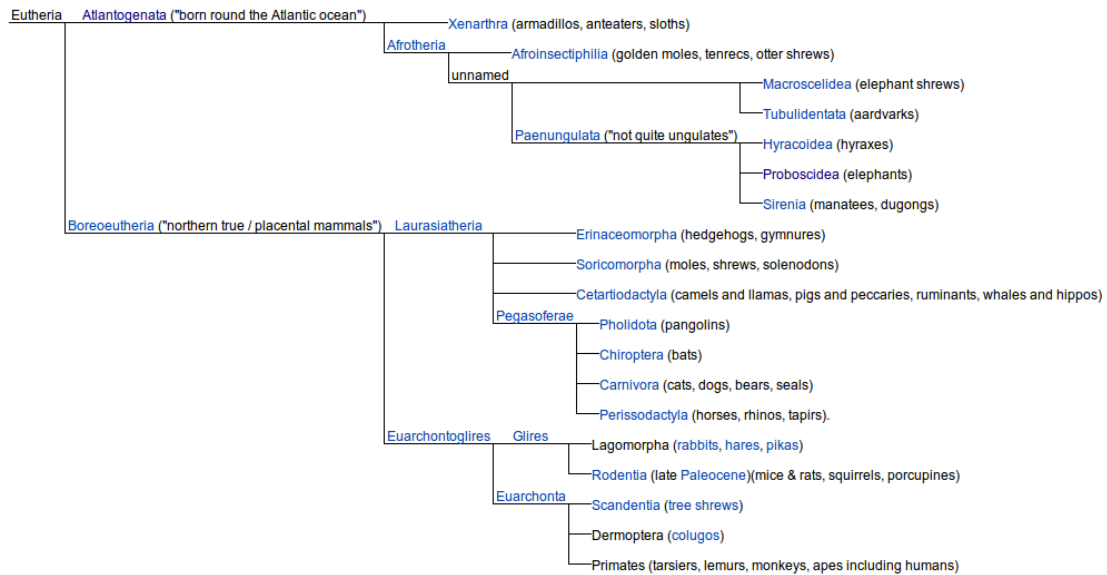 Eutheria Atlantogenata ("born round the Atlantic ocean")
Xenarthra (armadillos, anteaters, sloths)
Afrotheria
Afroinsectiphilia (golden moles, tenrecs, otter shrews)
unnamed
Macroscelidea (elephant shrews)
Tubulidentata (aardvarks)
Paenungulata ("not quite ungulates")
Hyracoidea (hyraxes)
Proboscidea (elephants)
Sirenia (manatees, dugongs)
Boreoeutheria ("northern true / placental mammals") Laurasiatheria
Erinaceomorpha (hedgehogs, gymnures)
Soricomorpha (moles, shrews, solenodons)
Cetartiodactyla (camels and llamas, pigs and peccaries, ruminants, whales and hippos)
Pegasoferae
Pholidota (pangolins)
Chiroptera (bats)
Carnivora (cats, dogs, bears, seals)
Perissodactyla (horses, rhinos, tapirs).
Euarchontoglires Glires
Lagomorpha (rabbits, hares, pikas)
Rodentia (late Paleocene)(mice & rats, squirrels, porcupines)
Euarchonta
Scandentia (tree shrews)
Dermoptera (colugos)
Primates (tarsiers, lemurs, monkeys, apes including humans)